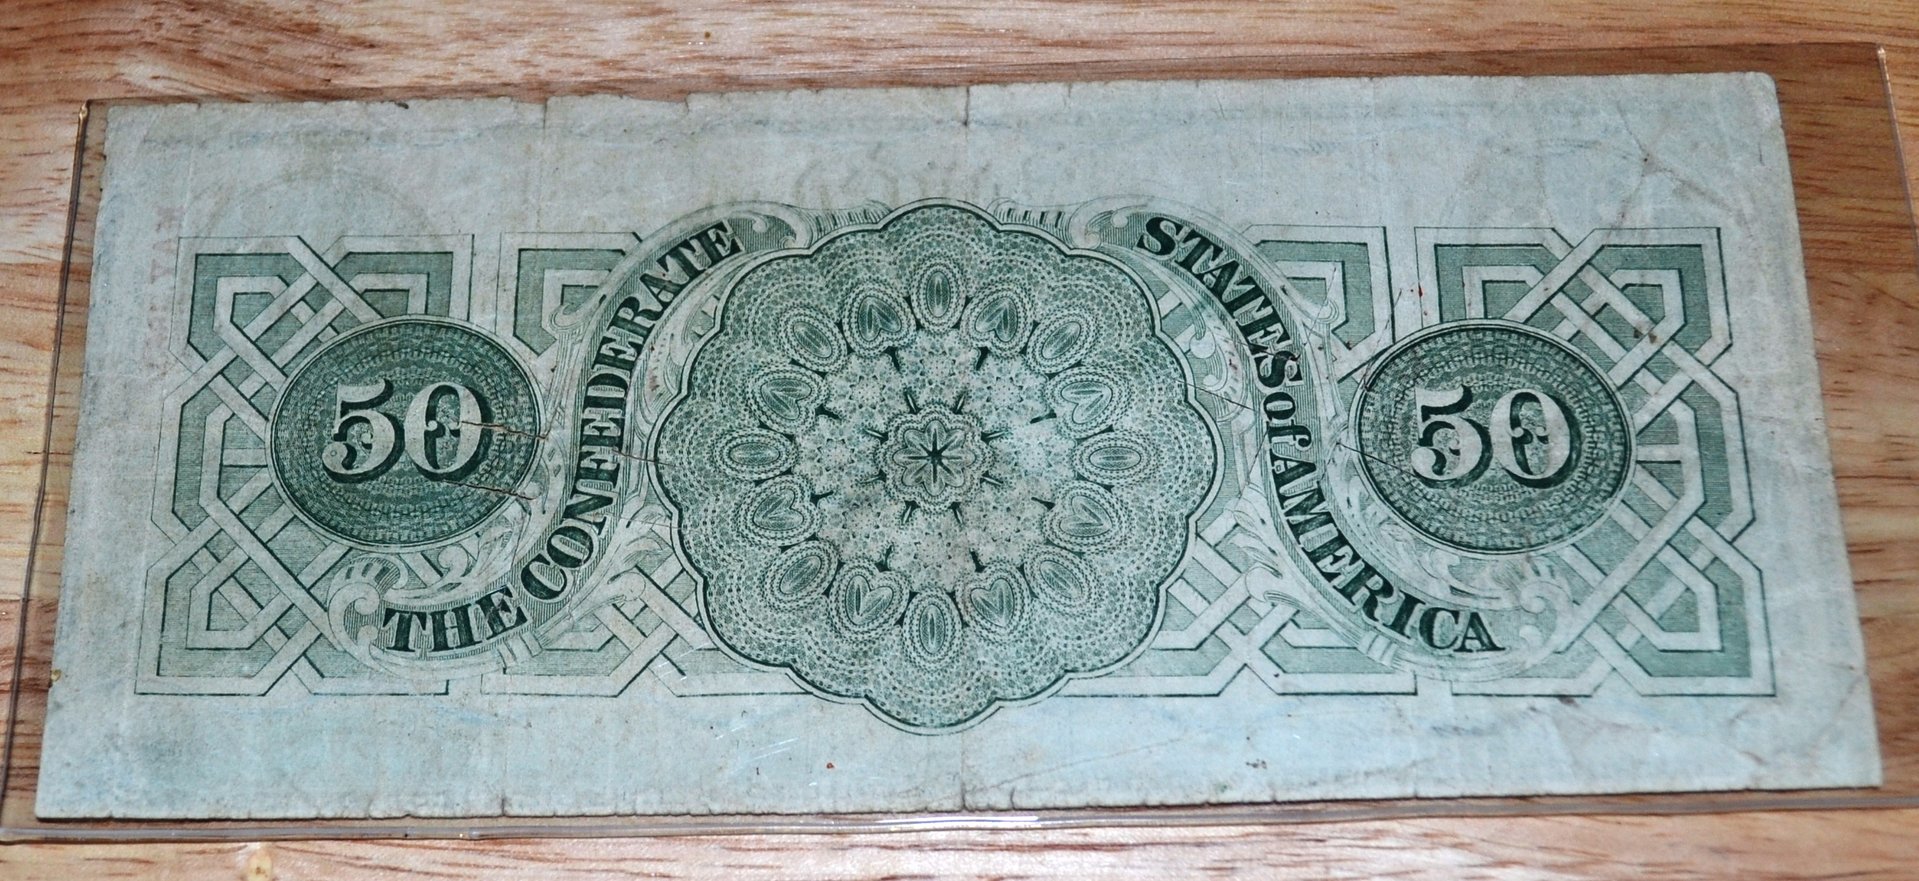 50
THE CONFEDERATE
STATES of AMERICA
50